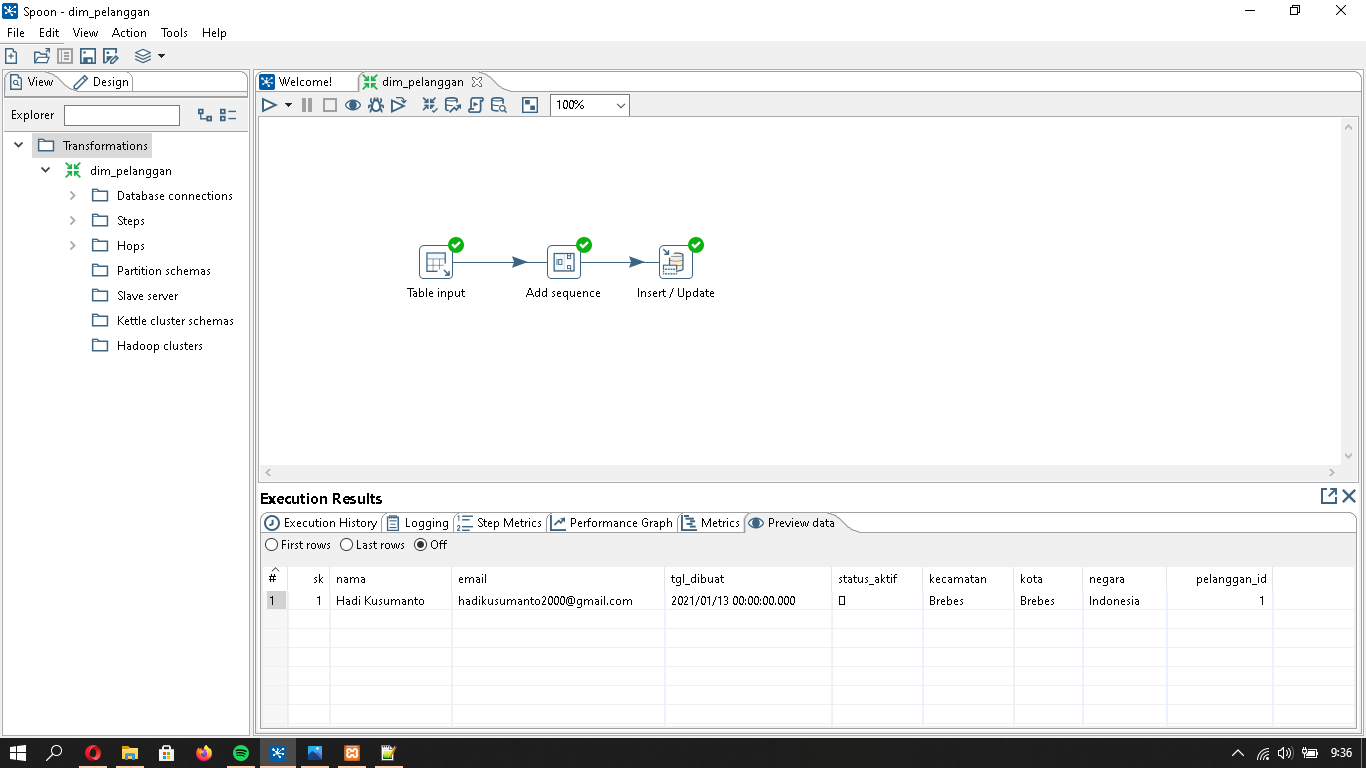 Spoon - dim_pelanggan
File Edit View Action Tools Help
View Design
Welcome! dim_pelanggan
Explorer
100%
Transformations
dim_pelanggan
Database connections
Steps
Hops
Partition schemas
Slave server
Kettle cluster schemas
Hadoop clusters
Table input Add sequence Insert / Update
Execution Results
Execution History Logging Step Metrics Performance Graph Metrics Preview data
First rows Last rows Off
# sk nama email tgl_dibuat status_aktif kecamatan kota negara pelanggan_id
1 1 Hadi Kusumanto hadikusumanto2000@gmail.com 2021/01/13 00:00:00.000 Brebes Brebes Indonesia 1
9:36